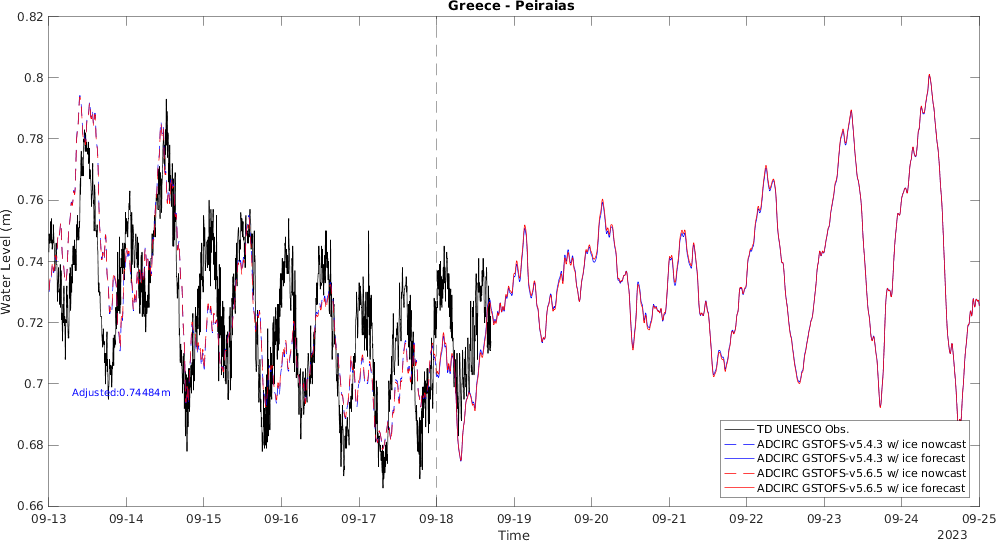 Greece - Peiraias
0.82
0.8
0.78
0.76
0.74
0.72
0.7
0.68
0.66
Water Level (m)
Adjusted:0.74484m
TD UNESCO Obs.
ADCIRC GSTOFS-v5.4.3 w/ ice nowcast
ADCIRC GSTOFS-v5.4.3 w/ ice forecast
ADCIRC GSTOFS-v5.6.5 w/ ice nowcast
ADCIRC GSTOFS-v5.6.5 w/ ice forecast
09-13 09-14 09-15 09-16 09-17 09-18 09-19 09-20 09-21 09-22 09-23 09-24 09-25
Time
2023